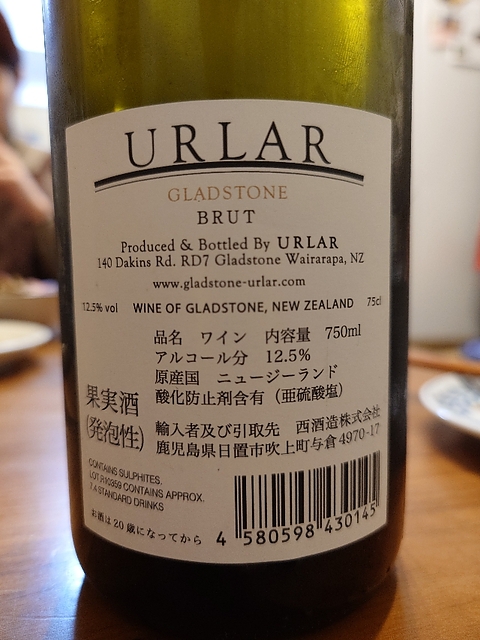 URLAR
GLADSTONE
BRUT
Produced & Bottled By URLAR
140 Dakins Rd. RD7 Gladstone Wairarapa, NZ
www.gladstone-urlar.com
12.5% vol WINE OF GLADSTONE, NEW ZEALAND 75cl
品名 ワイン 内容量 750ml
アルコール分 12.5%
原産国 ニュージーランド
酸化防止剤含有（亜硫酸塩）
果実酒
(発泡性)
輸入者及び引取先 西酒造株式会社
鹿児島県日置市吹上町与倉4970-17
CONTAINS SULPHITES.
LOT.R10359 CONTAINS APPROX.
7.4 STANDARD DRINKS
お酒は20歳になってから
4 580598 430145